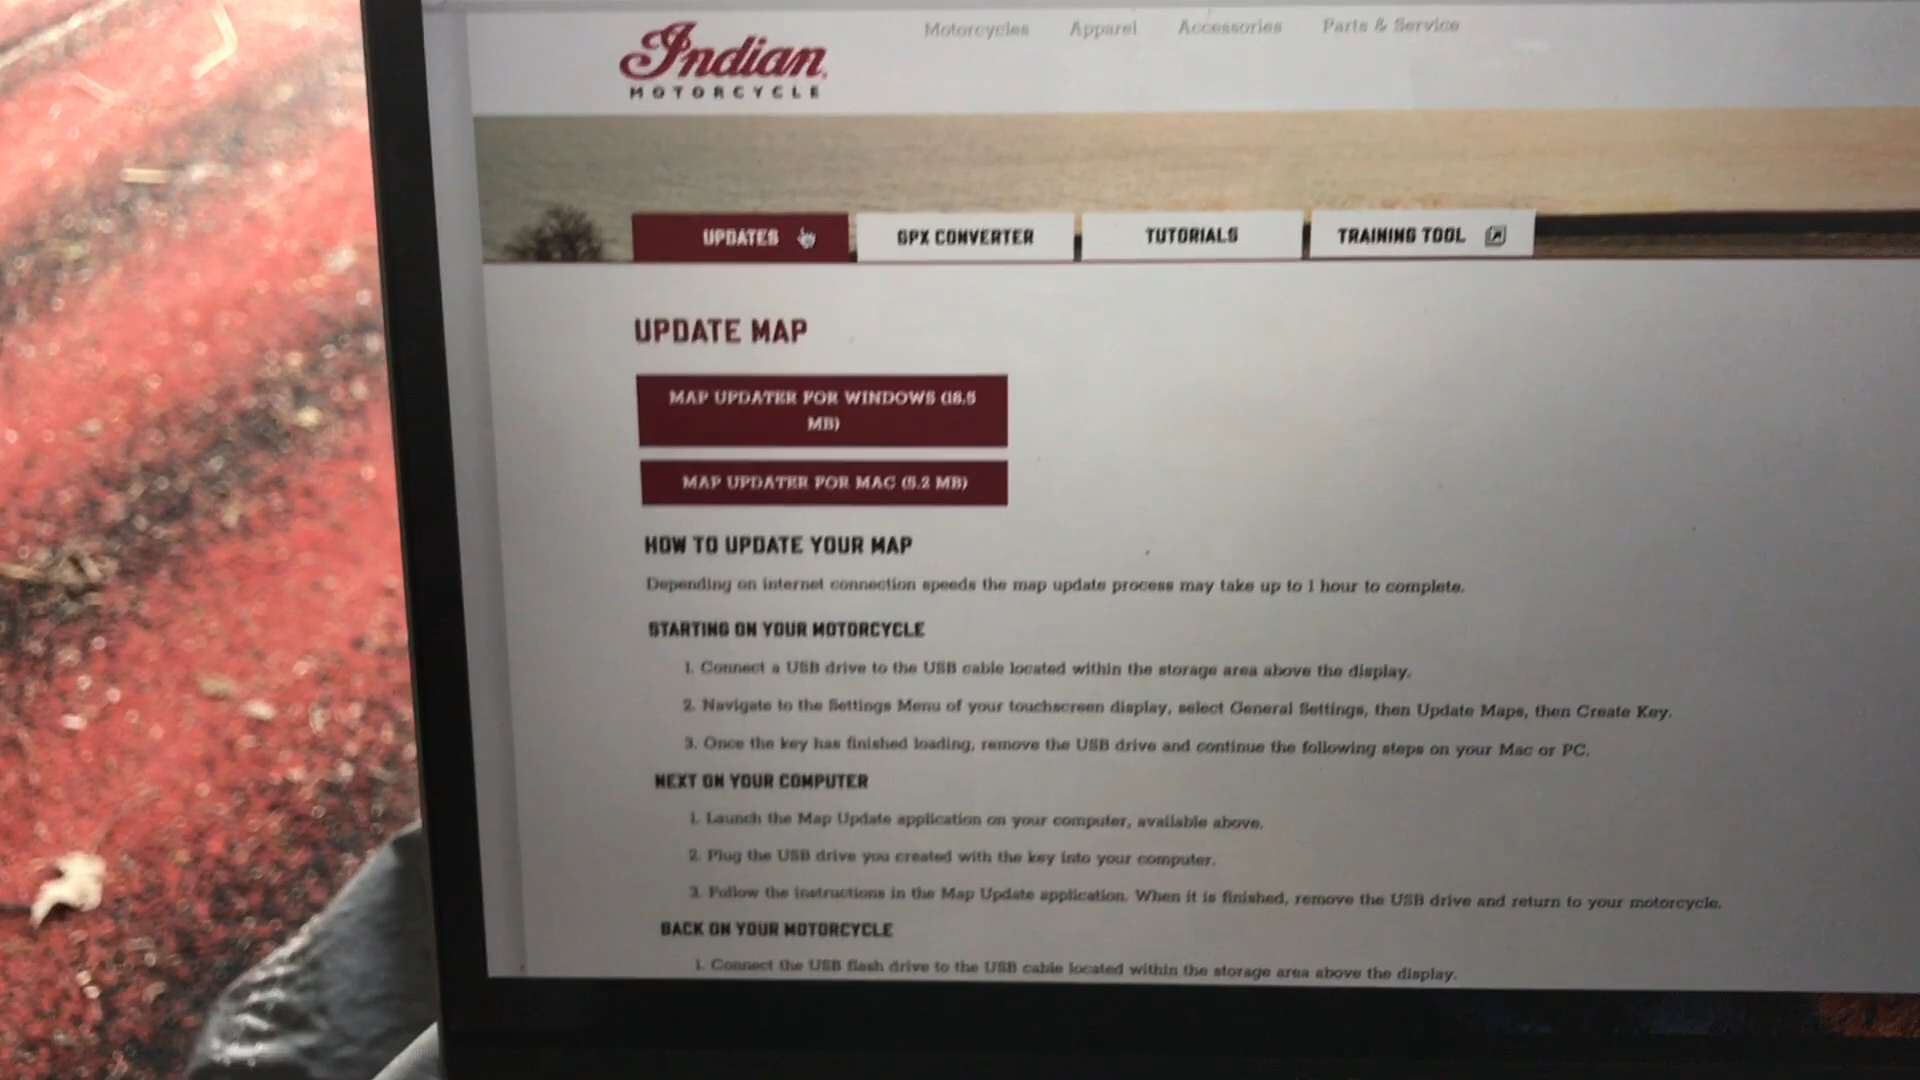 Indian
MOTORCYCLE
Motorcycles Apparel Accessories Parts & Service
UPDATES GPX CONVERTER TUTORIALS TRAINING TOOL
UPDATE MAP
MAP UPDATER FOR WINDOWS (18.5
MB)
MAP UPDATER FOR MAC (5.2 MB)
HOW TO UPDATE YOUR MAP
Depending on internet connection speeds the map update process may take up to 1 hour to complete.
STARTING ON YOUR MOTORCYCLE
1. Connect a USB drive to the USB cable located within the storage area above the display.
2. Navigate to the Settings Menu of your touchscreen display, select General Settings, then Update Maps, then Create Key.
3. Once the key has finished loading, remove the USB drive and continue the following steps on your Mac or PC.
NEXT ON YOUR COMPUTER
1. Launch the Map Update application on your computer, available above.
2. Plug the USB drive you created with the key into your computer.
3. Follow the instructions in the Map Update application. When it is finished, remove the USB drive and return to your motorcycle.
BACK ON YOUR MOTORCYCLE
1. Connect the USB flash drive to the USB cable located within the storage area above the display.